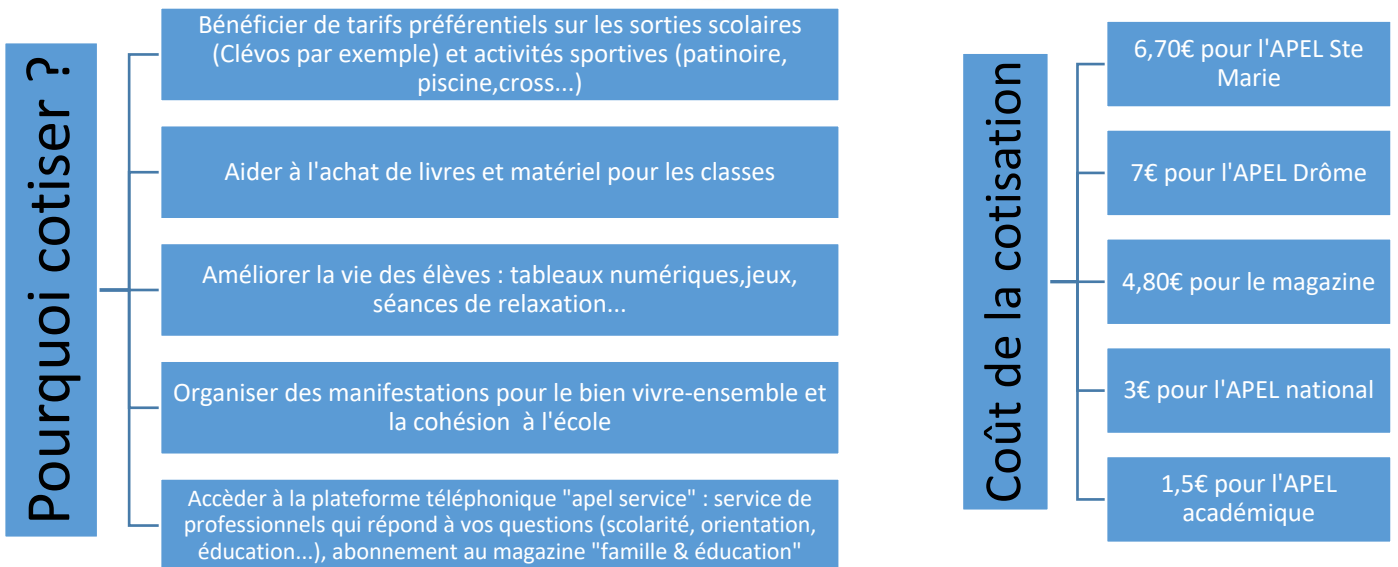 Pourquoi cotiser ?
Bénéficier de tarifs préférentiels sur les sorties scolaires
(Clévos par exemple) et activités sportives (patinoire,
piscine,cross...)
Aider à l'achat de livres et matériel pour les classes
Améliorer la vie des élèves : tableaux numériques,jeux,
séances de relaxation...
Organiser des manifestations pour le bien vivre-ensemble et
la cohésion à l'école
Accèder à la plateforme téléphonique "apel service" : service de
professionnels qui répond à vos questions (scolarité, orientation,
éducation...), abonnement au magazine "famille & éducation"
Coût de la cotisation
6,70€ pour l'APEL Ste
Marie
7€ pour l'APEL Drôme
4,80€ pour le magazine
3€ pour l'APEL national
1,5€ pour l'APEL
académique